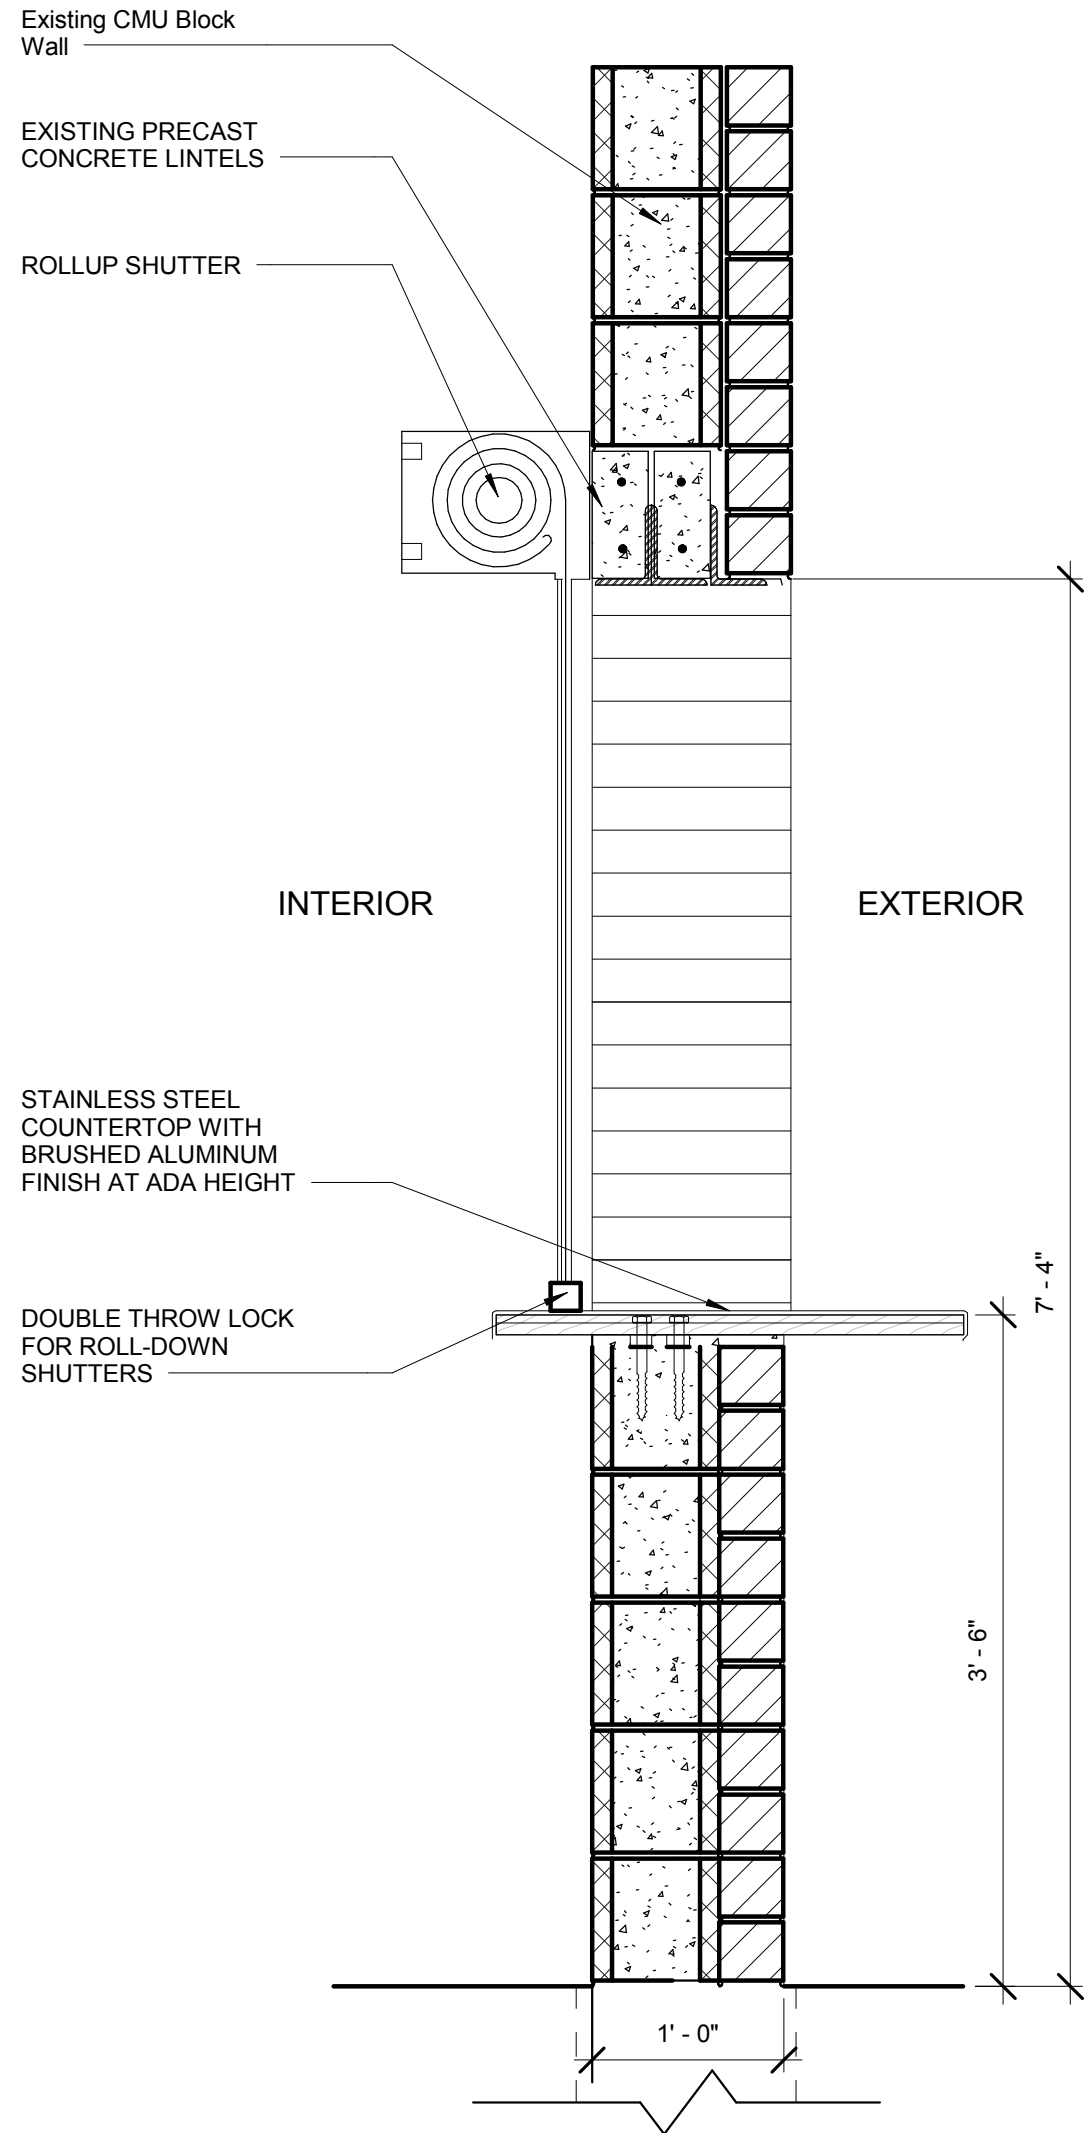 Existing CMU Block
Wall
EXISTING PRECAST
CONCRETE LINTELS
ROLLUP SHUTTER
INTERIOR
EXTERIOR
STAINLESS STEEL
COUNTERTOP WITH
BRUSHED ALUMINUM
FINISH AT ADA HEIGHT
7' - 4"
DOUBLE THROW LOCK
FOR ROLL-DOWN
SHUTTERS
3' - 6"
1' - 0"